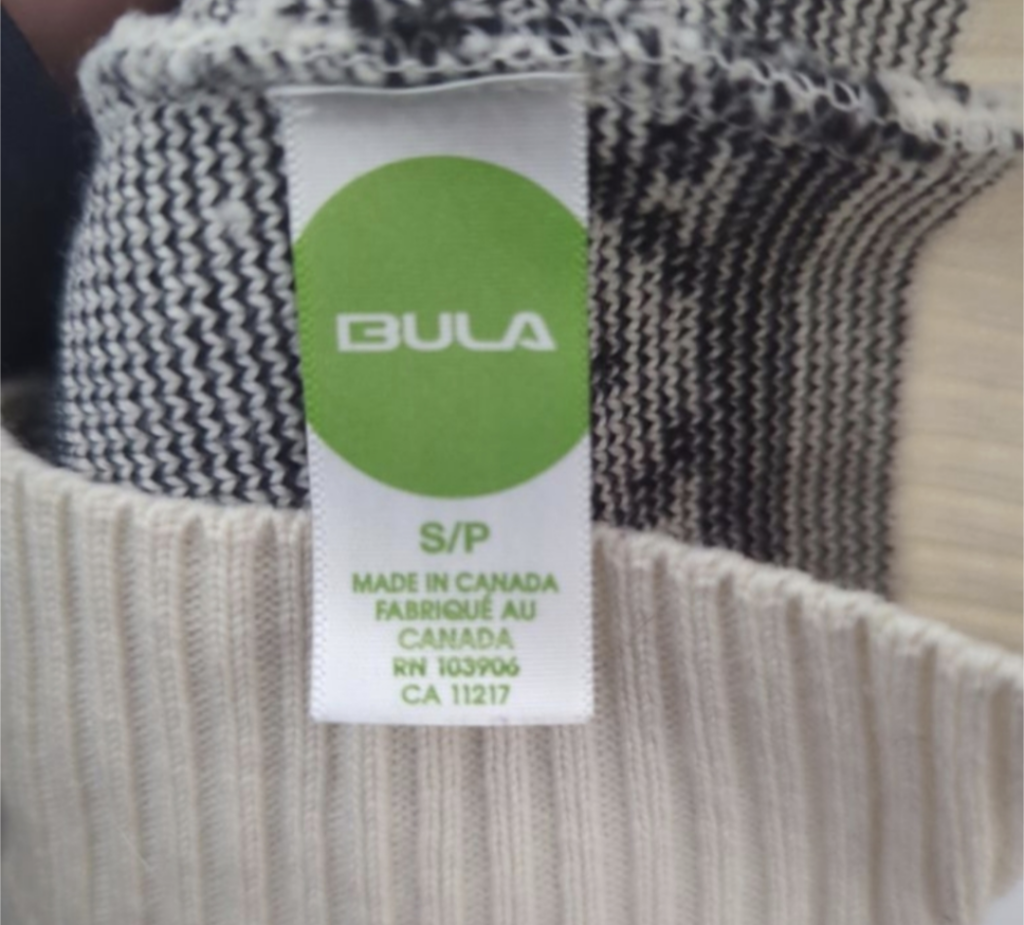 BULA
S/P
MADE IN CANADA
FABRIQUÉ AU
CANADA
RN 103906
CA 11217